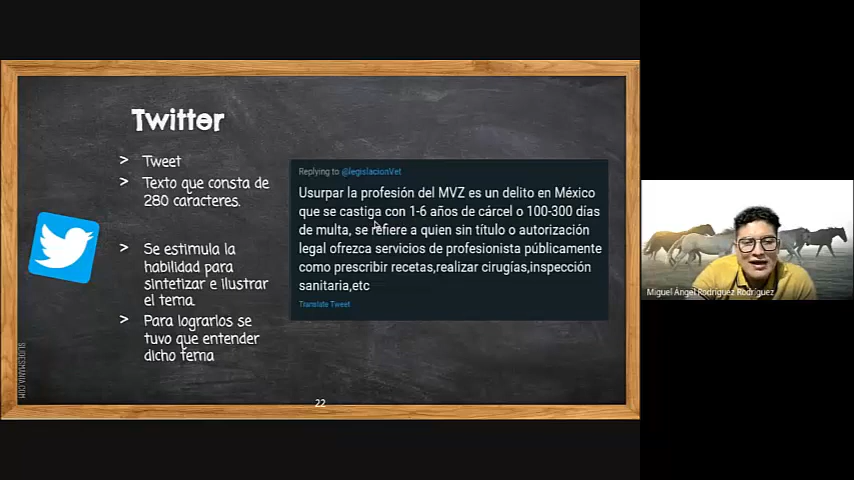 Twitter
> Tweet
> Texto que consta de
280 caracteres.
> Se estimula la
habilidad para
sintetizar e ilustrar
el tema.
> Para lograrlos se
tuvo que entender
dicho tema
Replying to @legislacionVet
Usurpar la profesión del MVZ es un delito en México
que se castiga con 1-6 años de cárcel o 100-300 días
de multa, se refiere a quien sin título o autorización
legal ofrezca servicios de profesionista públicamente
como prescribir recetas,realizar cirugías,inspección
sanitaria,etc
Translate Tweet
SLIDESMANIA.COM
22
Miguel Ángel Rodríguez Rodríguez